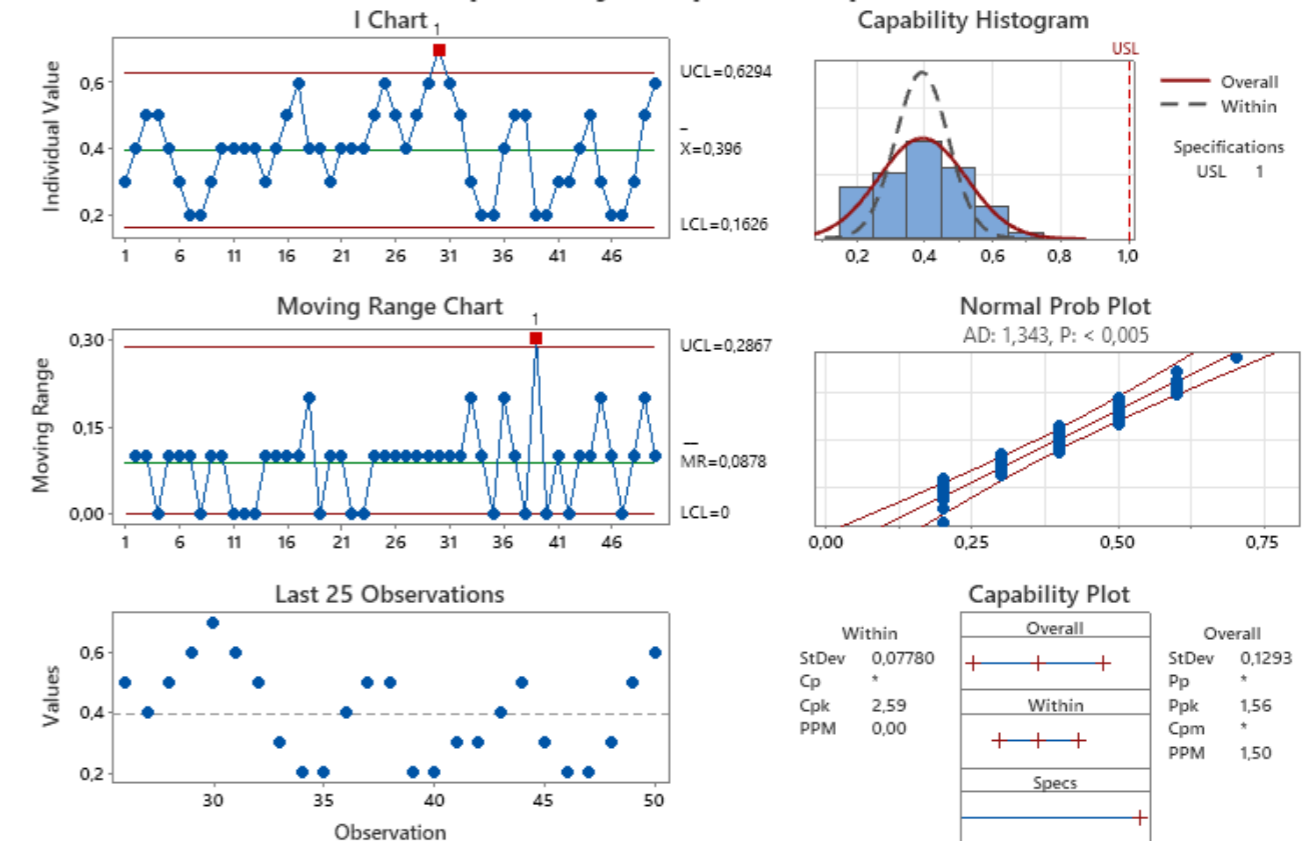 I Chart
1
Individual Value
0,6
0,4
0,2
UCL=0,6294
_
X=0,396
LCL=0,1626
1 6 11 16 21 26 31 36 41 46
Capability Histogram
USL
0,2 0,4 0,6 0,8 1,0
Overall
Within
Specifications
USL 1
Moving Range Chart
1
Moving Range
0,30
0,15
0,00
UCL=0,2867
__
MR=0,0878
LCL=0
1 6 11 16 21 26 31 36 41 46
Normal Prob Plot
AD: 1,343, P: < 0,005
0,00 0,25 0,50 0,75
Last 25 Observations
Values
0,6
0,4
0,2
30 35 40 45 50
Observation
Capability Plot
Within
StDev 0,07780
Cp *
Cpk 2,59
PPM 0,00
Overall
Within
Specs
Overall
StDev 0,1293
Pp *
Ppk 1,56
Cpm *
PPM 1,50